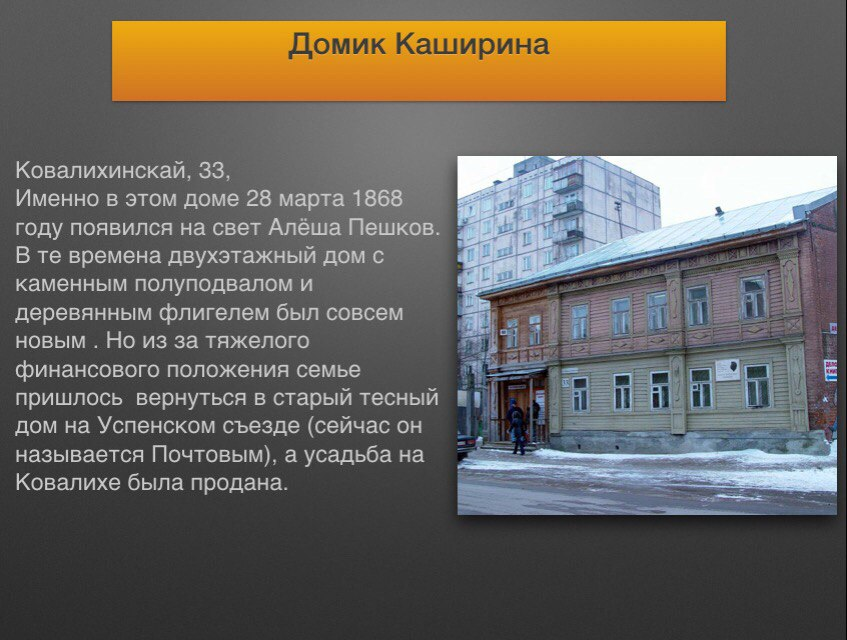 Домик Каширина
Ковалихинскай, 33,
Именно в этом доме 28 марта 1868
году появился на свет Алёша Пешков.
В те времена двухэтажный дом с
каменным полуподвалом и
деревянным флигелем был совсем
новым . Но из за тяжелого
финансового положения семье
пришлось  вернуться в старый тесный
дом на Успенском съезде (сейчас он
называется Почтовым), а усадьба на
Ковалихе была продана.